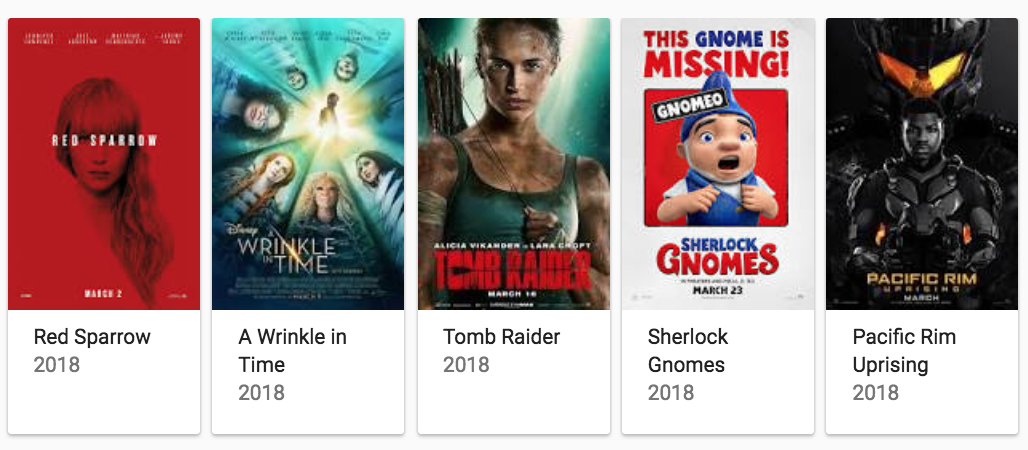 RED SPARROW
MARCH 2
Red Sparrow
2018
Disney
A WRINKLE
IN TIME
A Wrinkle in
Time
2018
ALICIA VIKANDER IS LARA CROFT
TOMB RAIDER
MARCH 16
Tomb Raider
2018
THIS GNOME IS
MISSING!
GNOMEO
SHERLOCK
GNOMES
MARCH 23
Sherlock
Gnomes
2018
PACIFIC RIM
UPRISING
MARCH
Pacific Rim
Uprising
2018